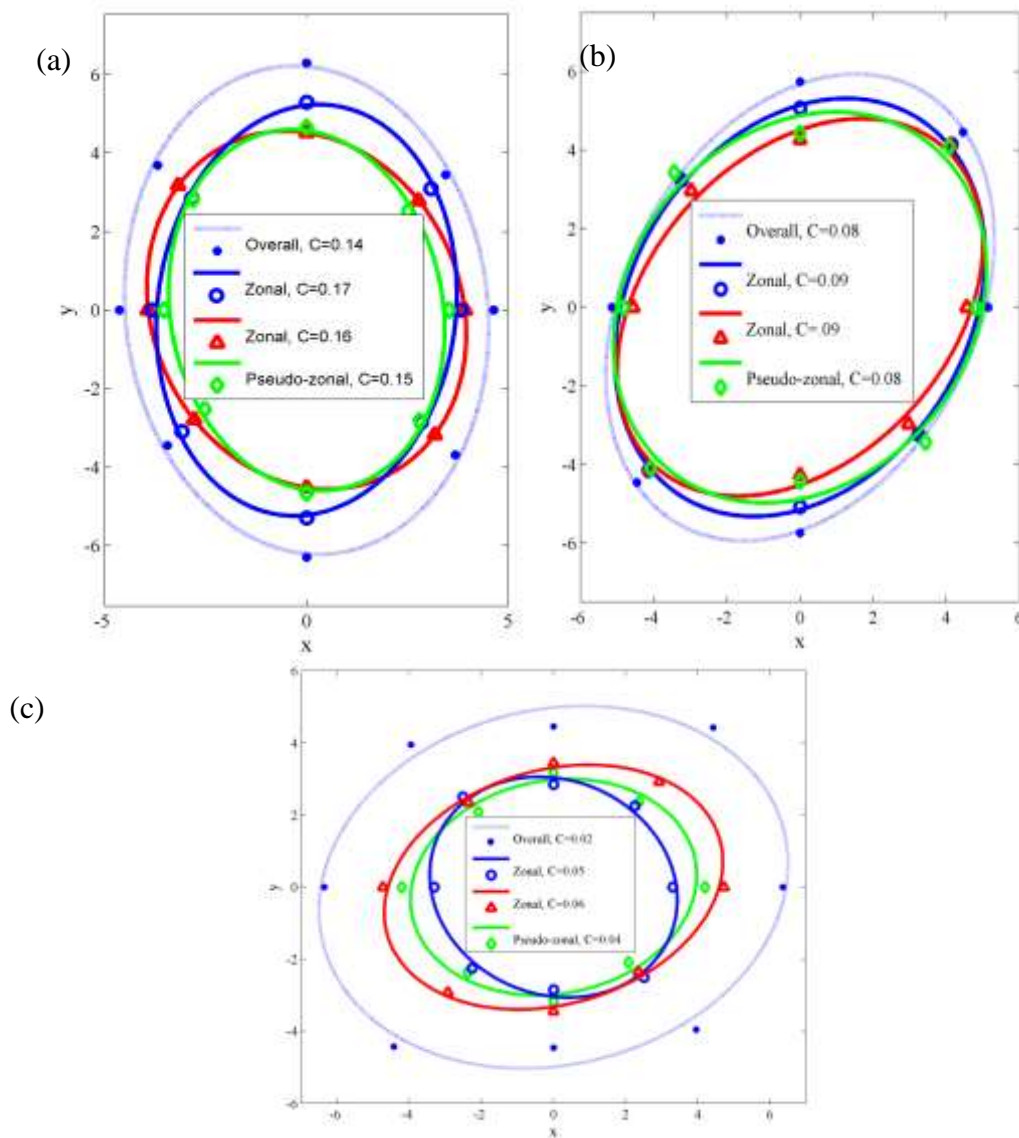 (a)
6
4
2
0
-2
-4
-6
-5
0
5
y
x
Overall, C=0.14
Zonal, C=0.17
Zonal, C=0.16
Pseudo-zonal, C=0.15
(b)
6
4
2
0
-2
-4
-6
-6
-4
-2
0
2
4
6
y
x
Overall, C=0.08
Zonal, C=0.09
Zonal, C=.09
Pseudo-zonal, C=0.08
(c)
6
4
2
0
-2
-4
-6
-6
-4
-2
0
2
4
6
y
x
Overall, C=0.02
Zonal, C=0.05
Zonal, C=0.06
Pseudo-zonal, C=0.04